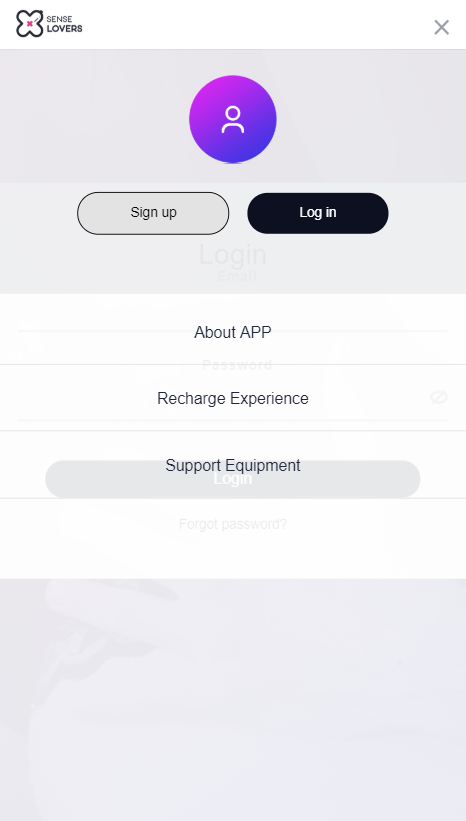 SENSE
LOVERS
Sign up
Log in
Login
Email
About APP
Password
Recharge Experience
Support Equipment
Login
Forgot password?